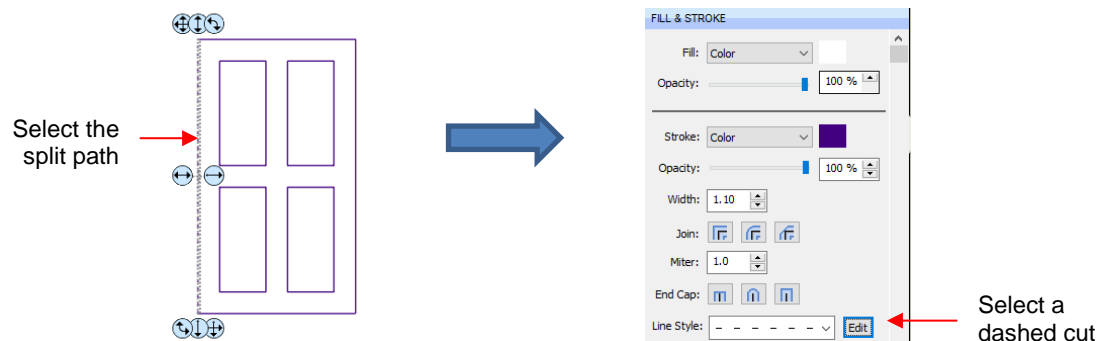 Select the
split path
FILL & STROKE
Fill: Color
Opacity: 100 %
Stroke: Color
Opacity: 100 %
Width: 1.10
Join:
Miter: 1.0
End Cap:
Line Style: Edit
Select a
dashed cut